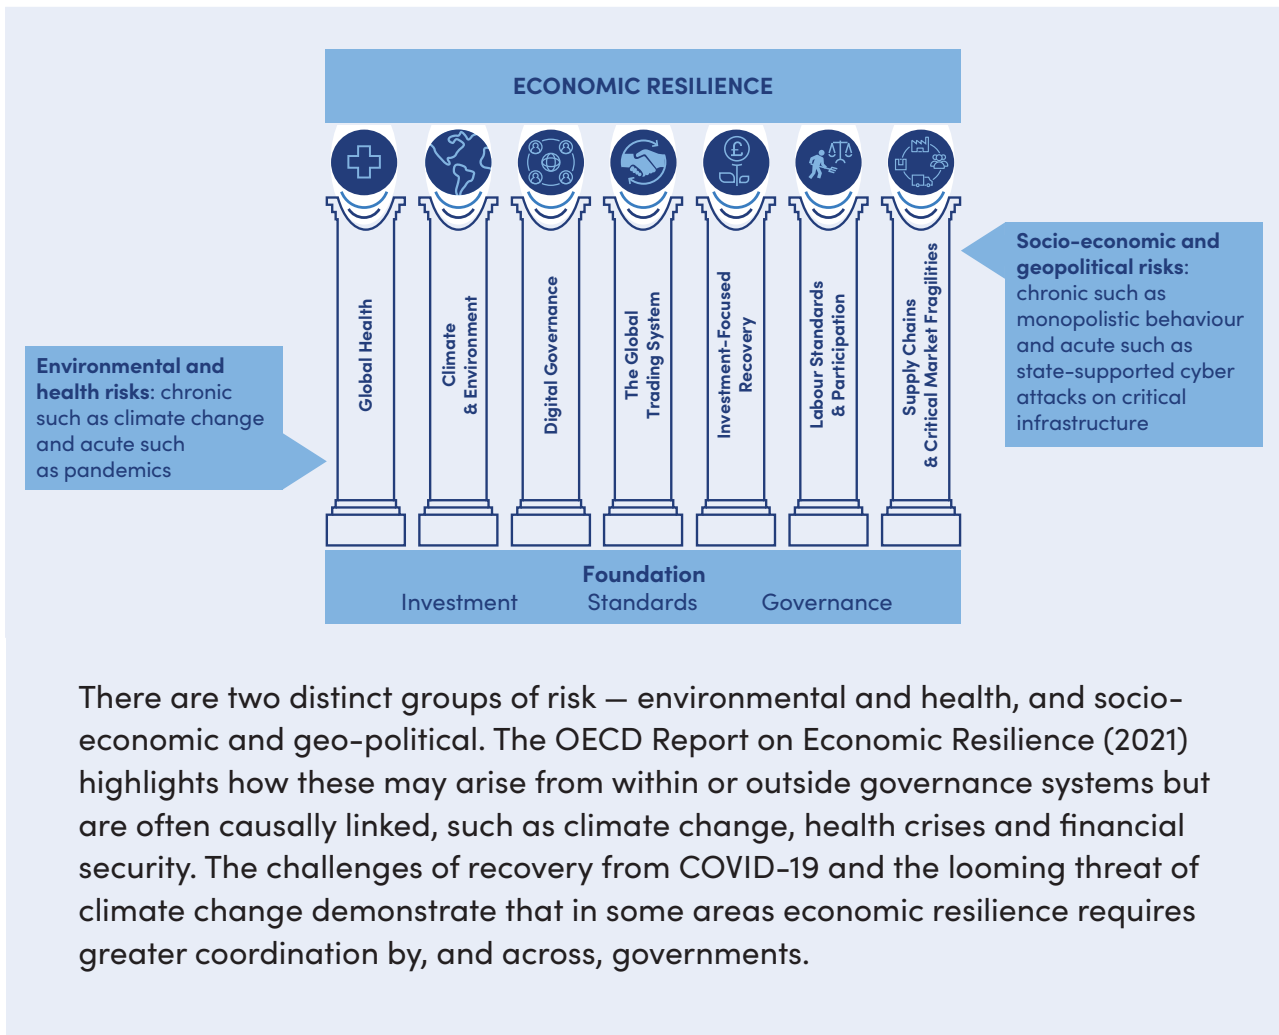 ECONOMIC RESILIENCE
£
Environmental and
health risks: chronic
such as climate change
and acute such
as pandemics
Global Health
Climate
& Environment
Digital Governance
The Global
Trading System
Investment-Focused
Recovery
Labour Standards
& Participation
Supply Chains
& Critical Market Fragilities
Socio-economic and
geopolitical risks:
chronic such as
monopolistic behaviour
and acute such as
state-supported cyber
attacks on critical
infrastructure
Foundation
Investment Standards Governance
There are two distinct groups of risk — environmental and health, and socio-
economic and geo-political. The OECD Report on Economic Resilience (2021)
highlights how these may arise from within or outside governance systems but
are often causally linked, such as climate change, health crises and financial
security. The challenges of recovery from COVID-19 and the looming threat of
climate change demonstrate that in some areas economic resilience requires
greater coordination by, and across, governments.